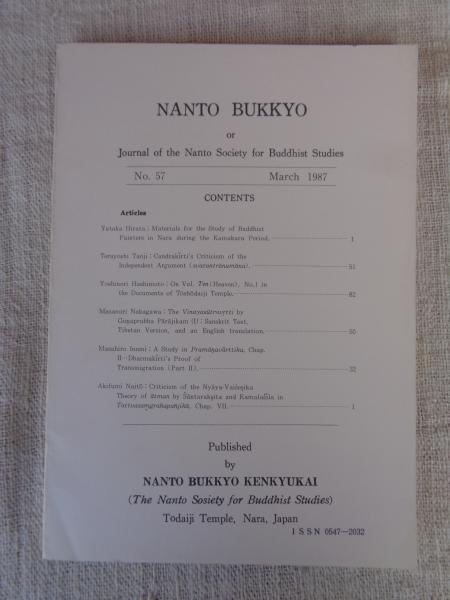 NANTO BUKKYO
or
Journal of the Nanto Society for Buddhist Studies
No. 57 March 1987
CONTENTS
Articles
Yutaka Hirata : Materials for the Study of Buddhist
Painters in Nara during the Kamakura Period. 1
Teruyoshi Tanji : Candrakīrti's Criticism of the
Independent Argument (svatantrānumāna). 51
Yoshinori Hashimoto : On Vol. Ten (Heaven), No.1 in
the Documents of Tōshōdaiji Temple. 82
Masanori Nakagawa : The Vinayasūtravṛtti by
Guṇaprabha Pārājikam (I) : Sanskrit Text,
Tibetan Version, and an English translation. 50
Masahiro Inami : A Study in Pramāṇavārttika, Chap.
II—Dharmakīrti's Proof of
Transmigration (Part II). 32
Akifumi Naitō : Criticism of the Nyāya-Vaiśeṣika
Theory of ātman by Śāntarakṣita and Kamalaśīla in
Tattvasaṃgrahapañjikā, Chap. VII. 1
Published
by
NANTO BUKKYO KENKYUKAI
(The Nanto Sosiety for Buddhist Studies)
Todaiji Temple, Nara, Japan
ISSN 0547—2032